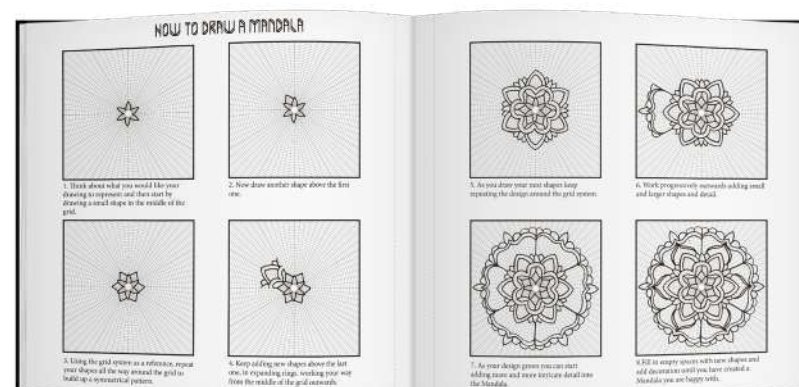 HOW TO DRAW A MANDALA
1. Think about what you would like your
drawing to represent and then start by
drawing a small shape in the middle of the
grid.
2. Now draw another shape above the first
one.
3. Using the grid system as a reference, repeat
your shapes all the way around the grid to
build up a symmetrical pattern.
4. Keep adding new shapes above the last
one, in expanding rings, working your way
from the middle of the grid outwards.
5. As you draw your next shapes keep
repeating the design around the grid system.
6. Work progressively outwards adding small
and larger shapes and detail.
7. As your design grows you can start
adding more and more intricate detail into
the Mandala.
8.Fill in empty spaces with new shapes and
add decoration until you have created a
Mandala you are happy with.